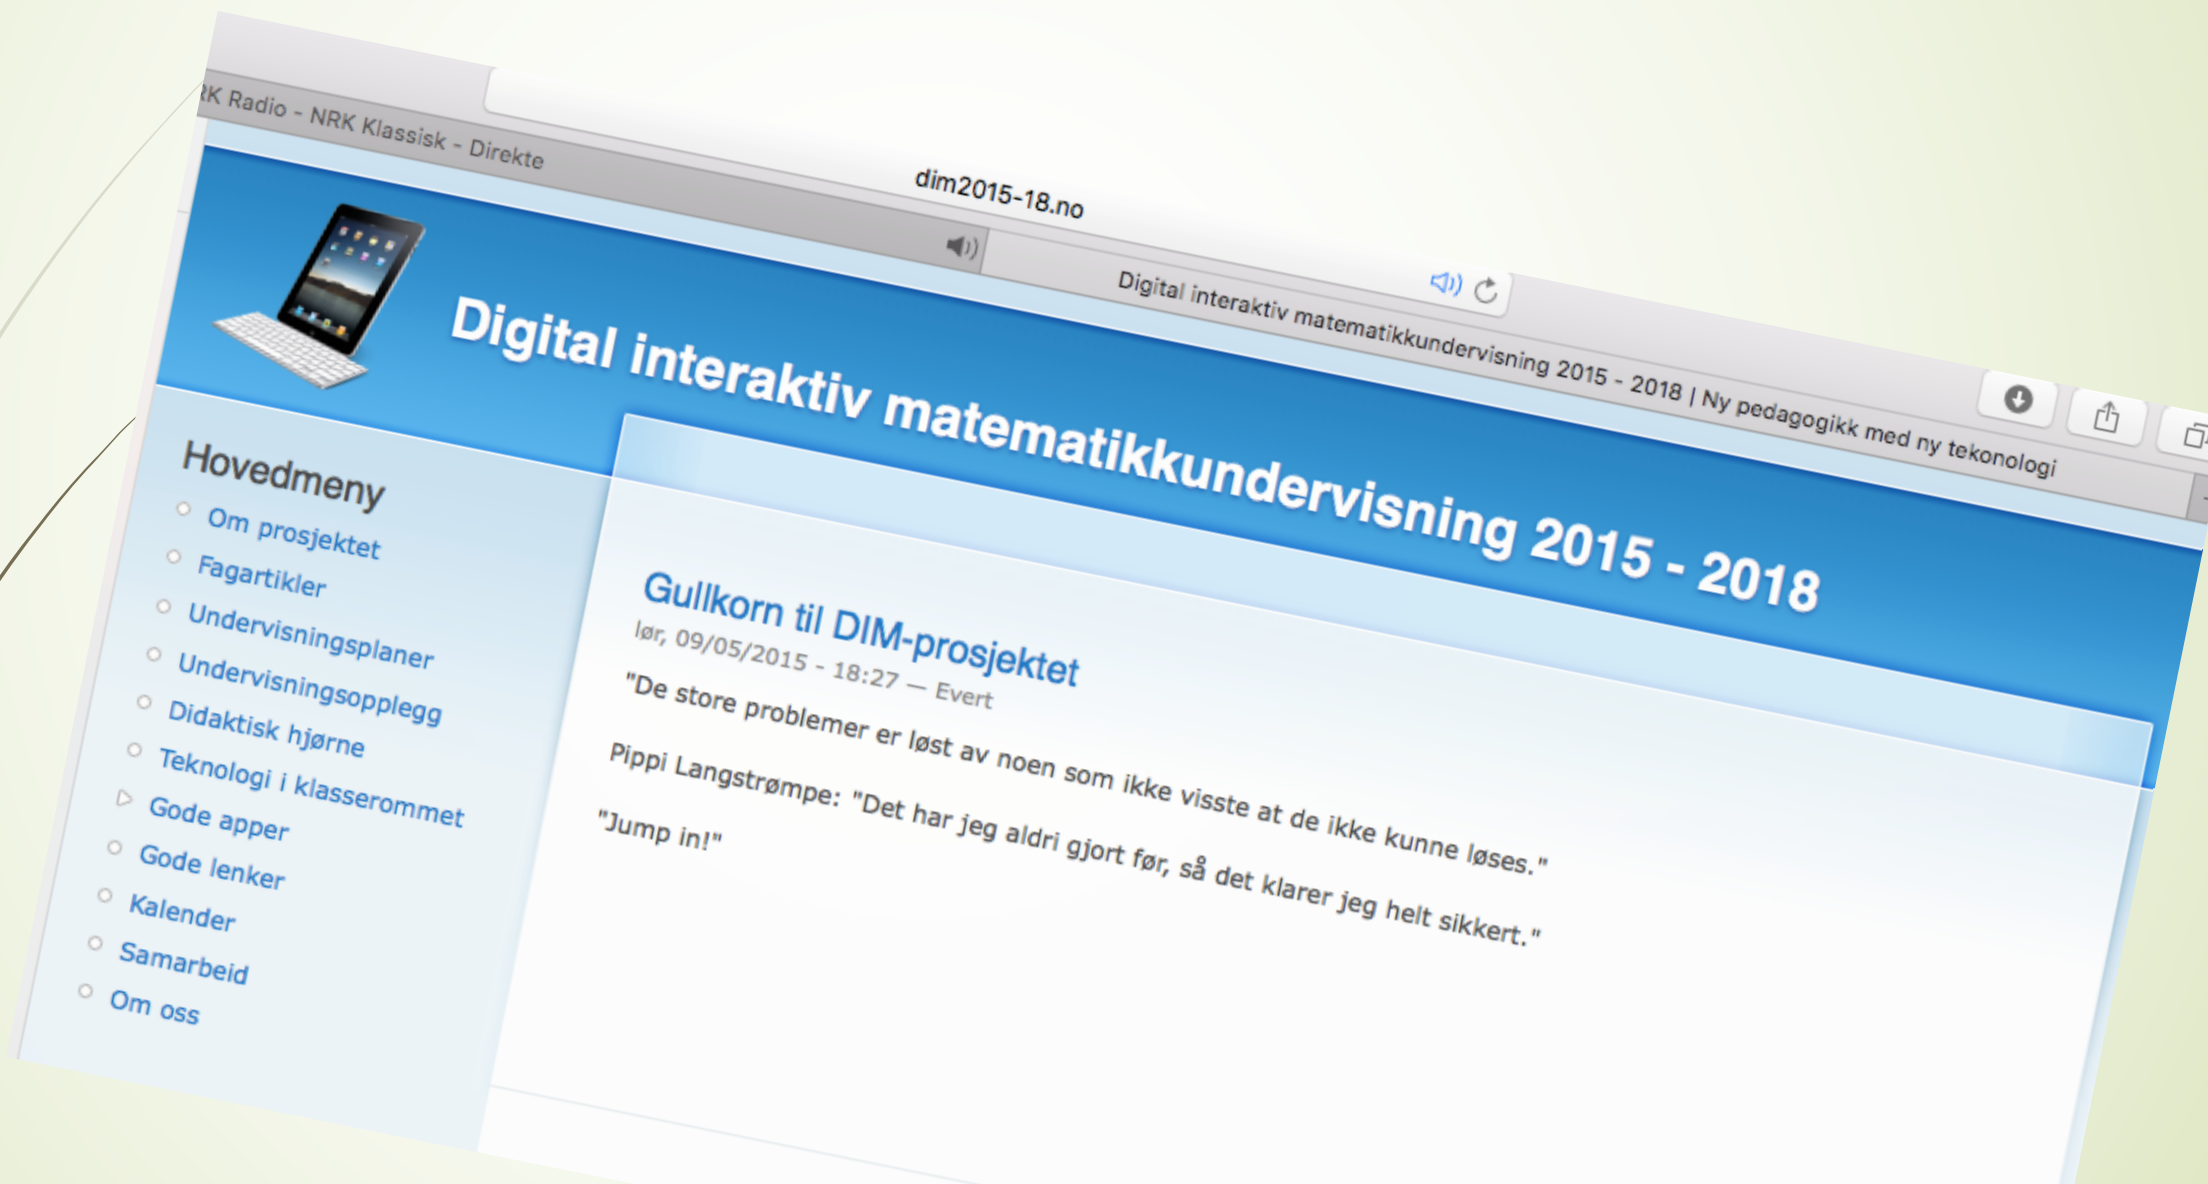 dim2015-18.no
Radio - NRK Klassisk - Direkte
Digital interaktiv matematikkundervisning 2015 - 2018 | Ny pedagogikk med ny tekonologi
Digital interaktiv matematikkundervisning 2015 - 2018
Hovedmeny
Om prosjektet
Fagartikler
Undervisningsplaner
Undervisningsopplegg
Didaktisk hjørne
Teknologi i klasserommet
Gode apper
Gode lenker
Kalender
Samarbeid
Om oss
Gullkorn til DIM-prosjektet
lør, 09/05/2015 - 18:27 — Evert
"De store problemer er løst av noen som ikke visste at de ikke kunne løses."
Pippi Langstrømpe: "Det har jeg aldri gjort før, så det klarer jeg helt sikkert."
"Jump in!"